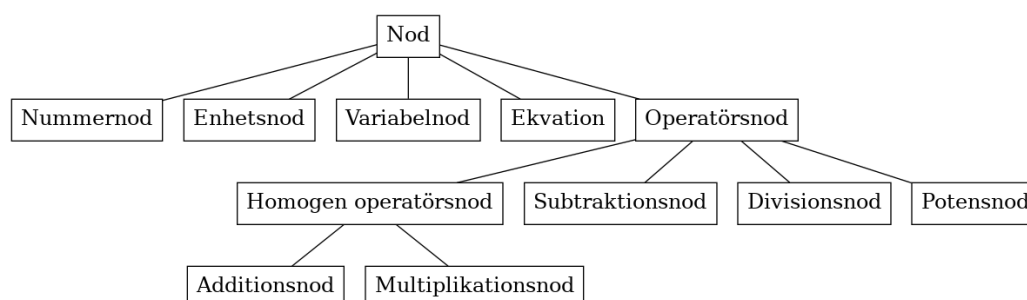 Nod
Nummernod
Enhetsnod
Variabelnod
Ekvation
Operatörsnod
Homogen operatörsnod
Subtraktionsnod
Divisionsnod
Potensnod
Additionsnod
Multiplikationsnod